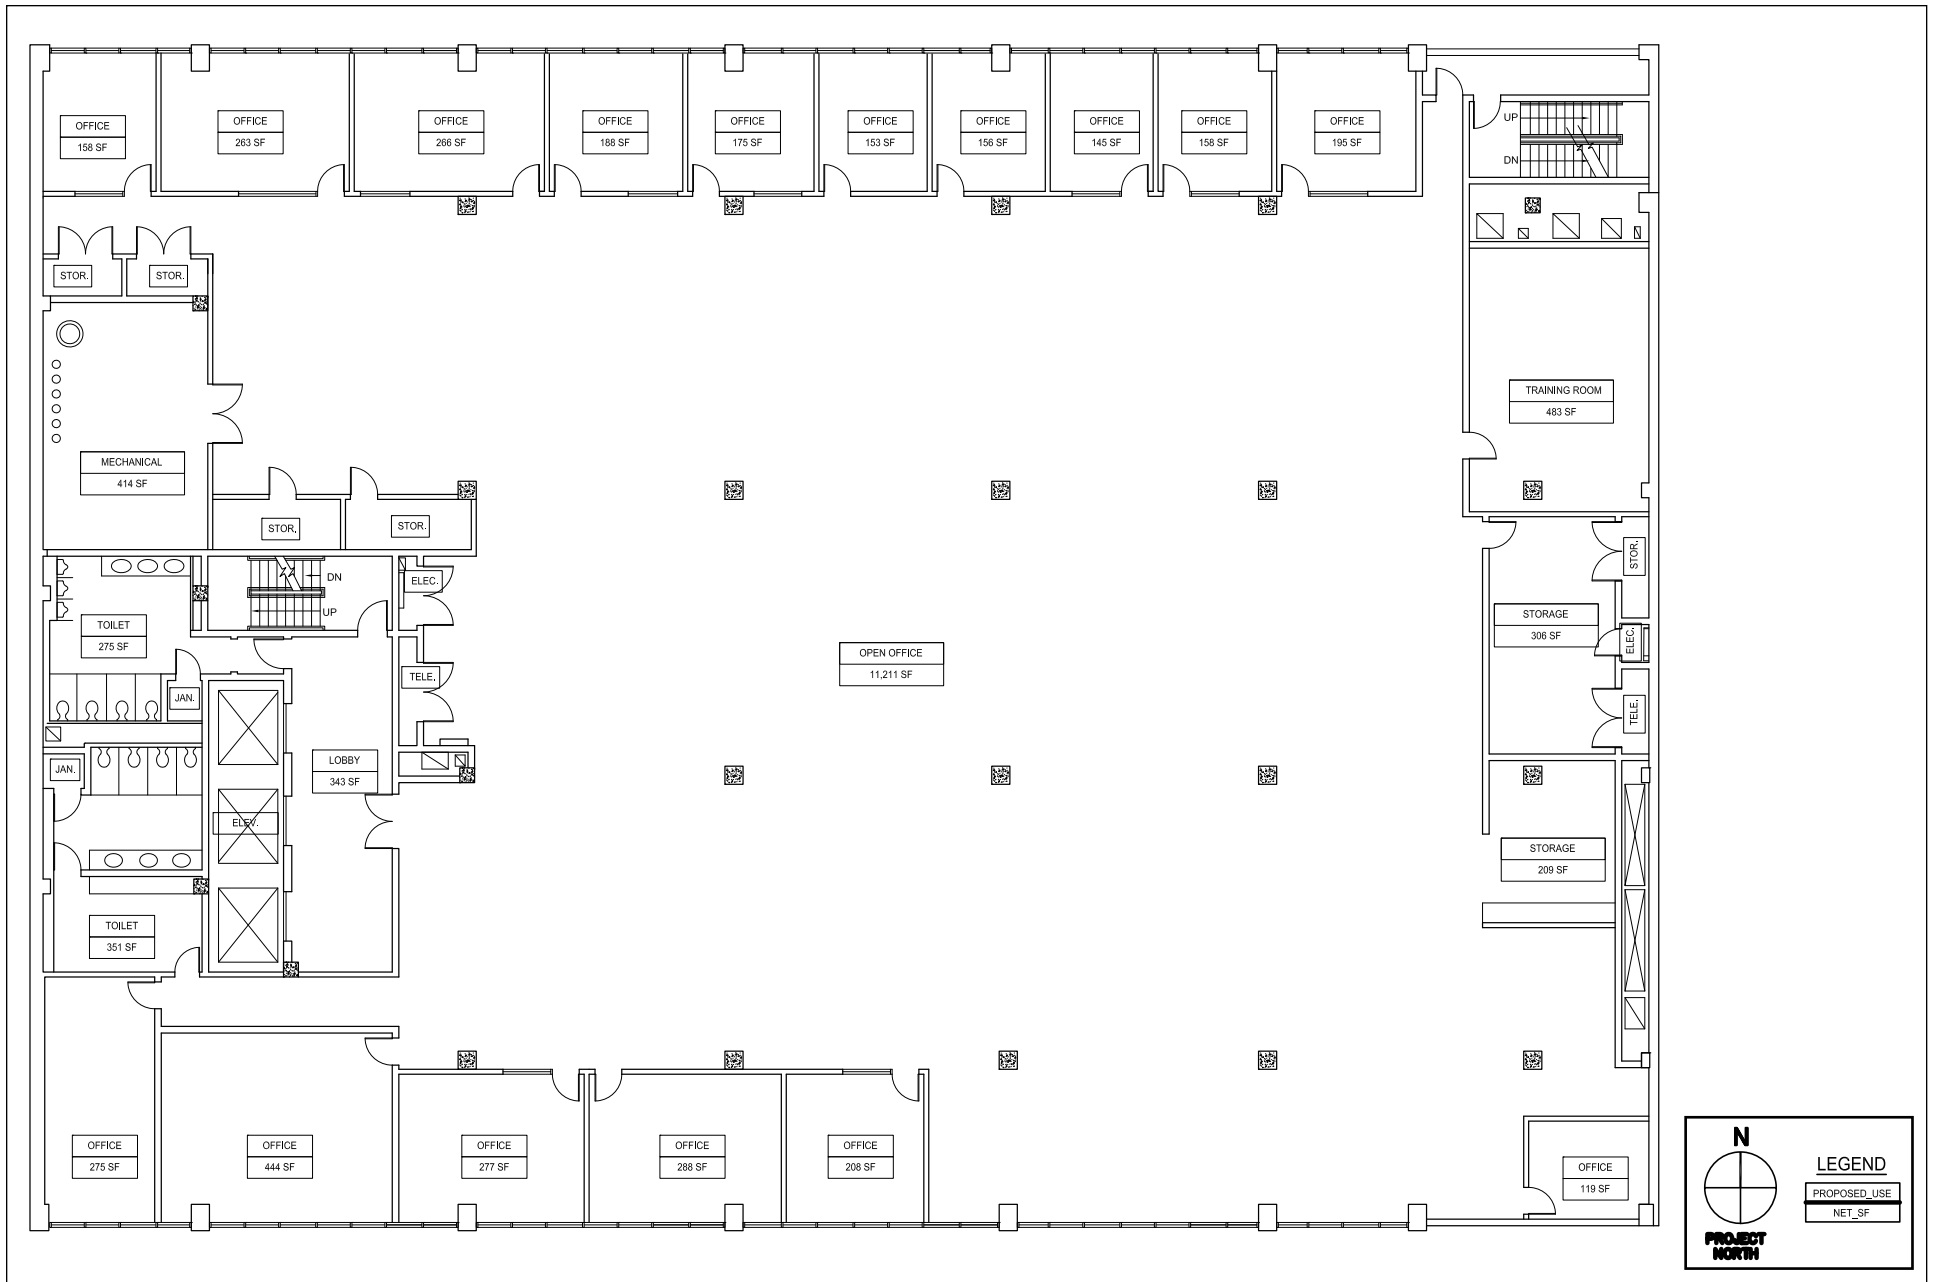 OFFICE
158 SF
OFFICE
263 SF
OFFICE
266 SF
OFFICE
188 SF
OFFICE
175 SF
OFFICE
153 SF
OFFICE
156 SF
OFFICE
145 SF
OFFICE
158 SF
OFFICE
195 SF
UP
DN
STOR.
STOR.
TRAINING ROOM
483 SF
MECHANICAL
414 SF
STOR.
STOR.
STOR.
DN
UP
ELEC.
TOILET
275 SF
STORAGE
306 SF
ELEC.
OPEN OFFICE
11,211 SF
TELE.
JAN.
TELE.
JAN.
LOBBY
343 SF
ELEV.
STORAGE
209 SF
TOILET
351 SF
OFFICE
275 SF
OFFICE
444 SF
OFFICE
277 SF
OFFICE
288 SF
OFFICE
208 SF
OFFICE
119 SF
N
PROJECT
NORTH
LEGEND
PROPOSED_USE
NET_SF